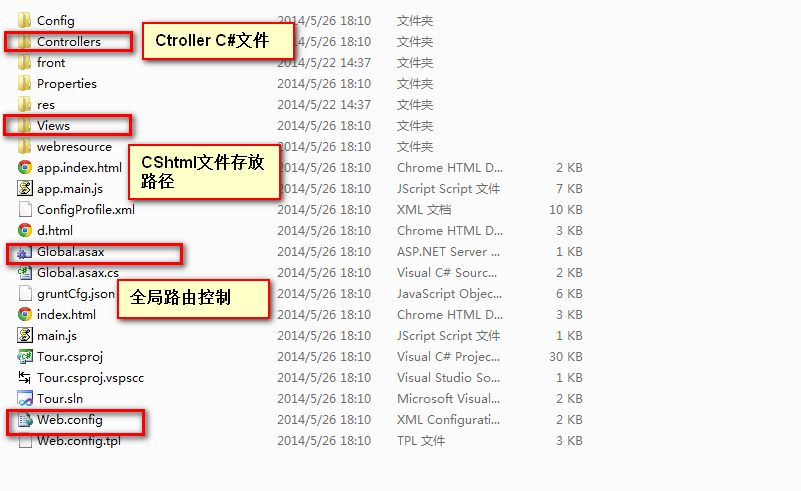 Config 2014/5/26 18:10 文件夹
Controllers 2014/5/26 18:10 文件夹
Ctroller C#文件
front 2014/5/22 14:37 文件夹
Properties 2014/5/26 18:10 文件夹
res 2014/5/22 14:37 文件夹
Views 2014/5/26 18:10 文件夹
webresource 2014/5/26 18:10 文件夹
CShtml文件存放
路径
app.index.html 2014/5/26 18:10 Chrome HTML D... 2 KB
app.main.js 2014/5/26 18:10 JScript Script 文件 7 KB
ConfigProfile.xml 2014/5/26 18:10 XML 文档 10 KB
d.html 2014/5/26 18:10 Chrome HTML D... 3 KB
Global.asax 2014/5/26 18:10 ASP.NET Server ... 1 KB
Global.asax.cs 2014/5/26 18:10 Visual C# Sourc... 2 KB
全局路由控制
gruntCfg.json 2014/5/26 18:10 JavaScript Objec... 6 KB
index.html 2014/5/26 18:10 Chrome HTML D... 3 KB
main.js 2014/5/26 18:10 JScript Script 文件 1 KB
Tour.csproj 2014/5/26 18:10 Visual C# Projec... 30 KB
Tour.csproj.vspscc 2014/5/26 18:10 Visual Studio So... 1 KB
Tour.sln 2014/5/26 18:10 Microsoft Visual... 2 KB
Web.config 2014/5/26 18:10 XML Configurati... 2 KB
Web.config.tpl 2014/5/26 18:10 TPL 文件 2 KB